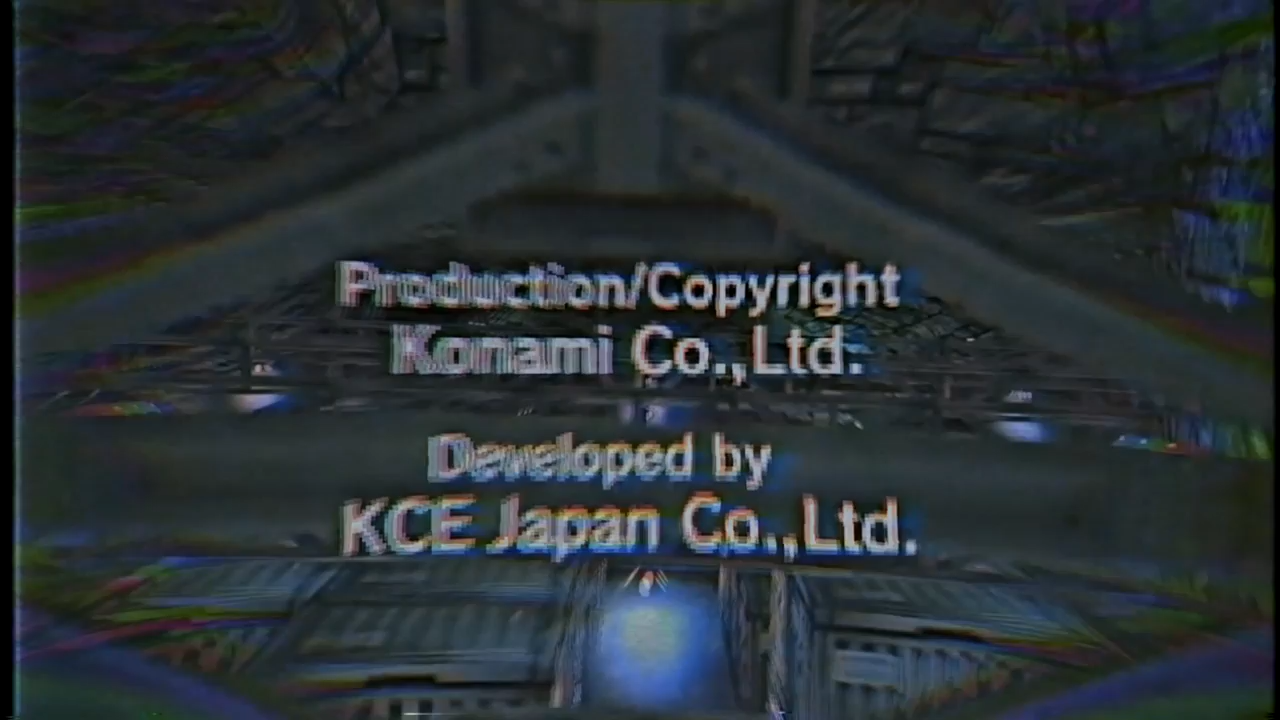 Production/Copyright
Konami Co.,Ltd.
Developed by
KCE Japan Co.,Ltd.